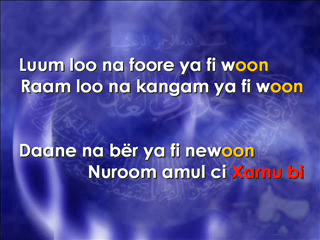 Luum loo na foore ya fi woon
Raam loo na kangam ya fi woon
Daane na bër ya fi newoon
Nuroom amul ci Xamu bi